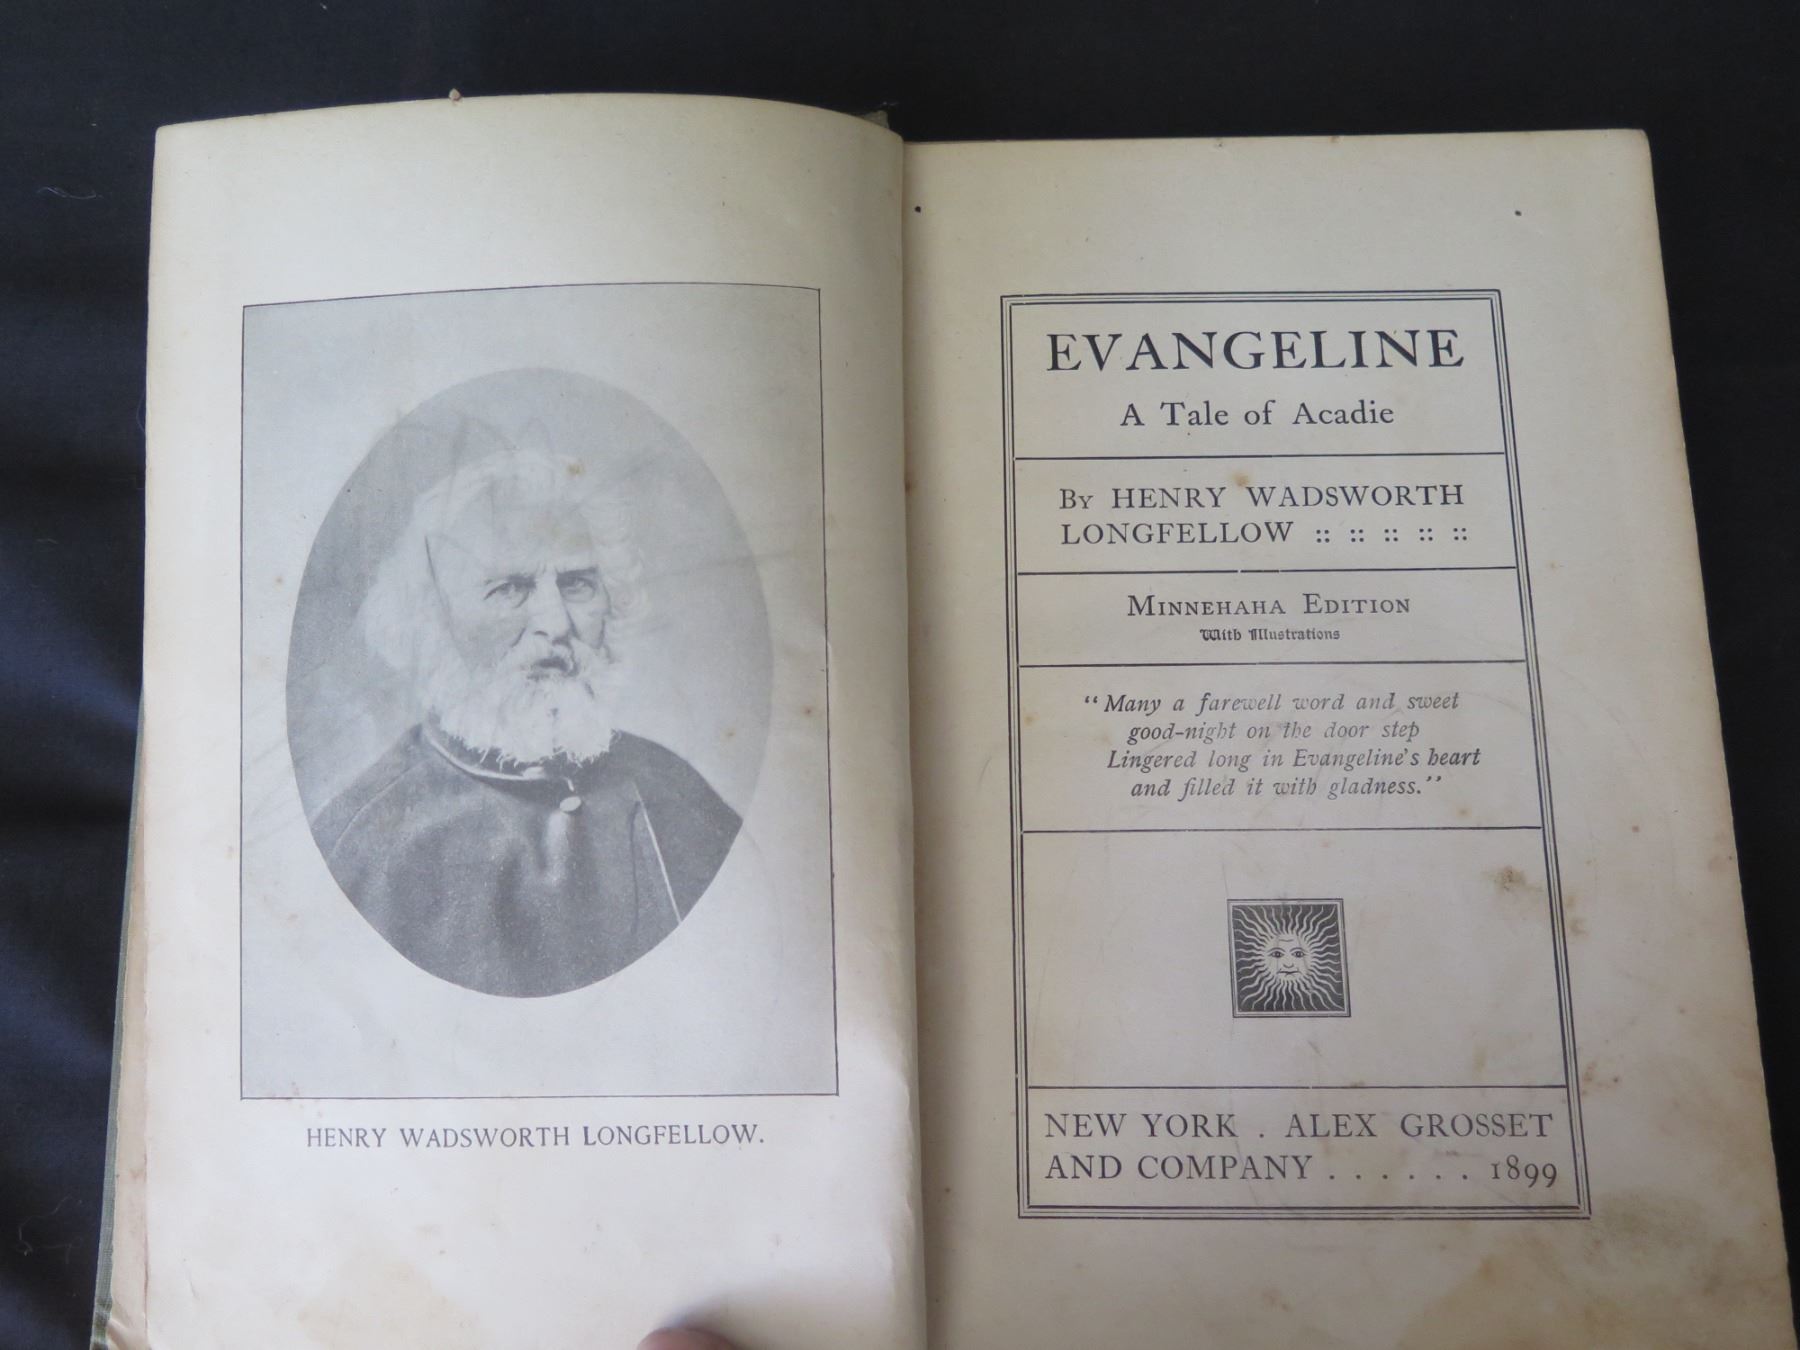 HENRY WADSWORTH LONGFELLOW.
EVANGELINE
A Tale of Acadie
By HENRY WADSWORTH
LONGFELLOW :: :: :: :: ::
Minnehaha Edition
With Illustrations
“Many a farewell word and sweet
good-night on the door step
Lingered long in Evangeline's heart
and filled it with gladness.”
NEW YORK . ALEX GROSSET
AND COMPANY . . . . . . 1899